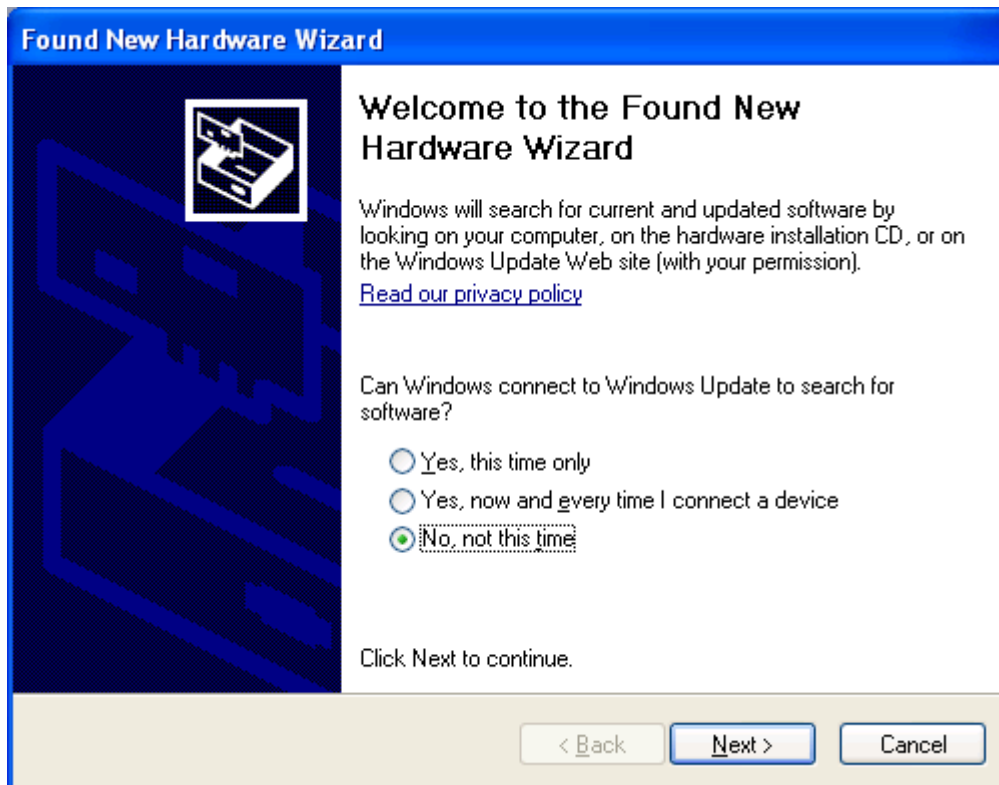 Found New Hardware Wizard
Welcome to the Found New
Hardware Wizard
Windows will search for current and updated software by
looking on your computer, on the hardware installation CD, or on
the Windows Update Web site (with your permission).
Read our privacy policy
Can Windows connect to Windows Update to search for
software?
Yes, this time only
Yes, now and every time I connect a device
No, not this time
Click Next to continue.
< Back
Next >
Cancel